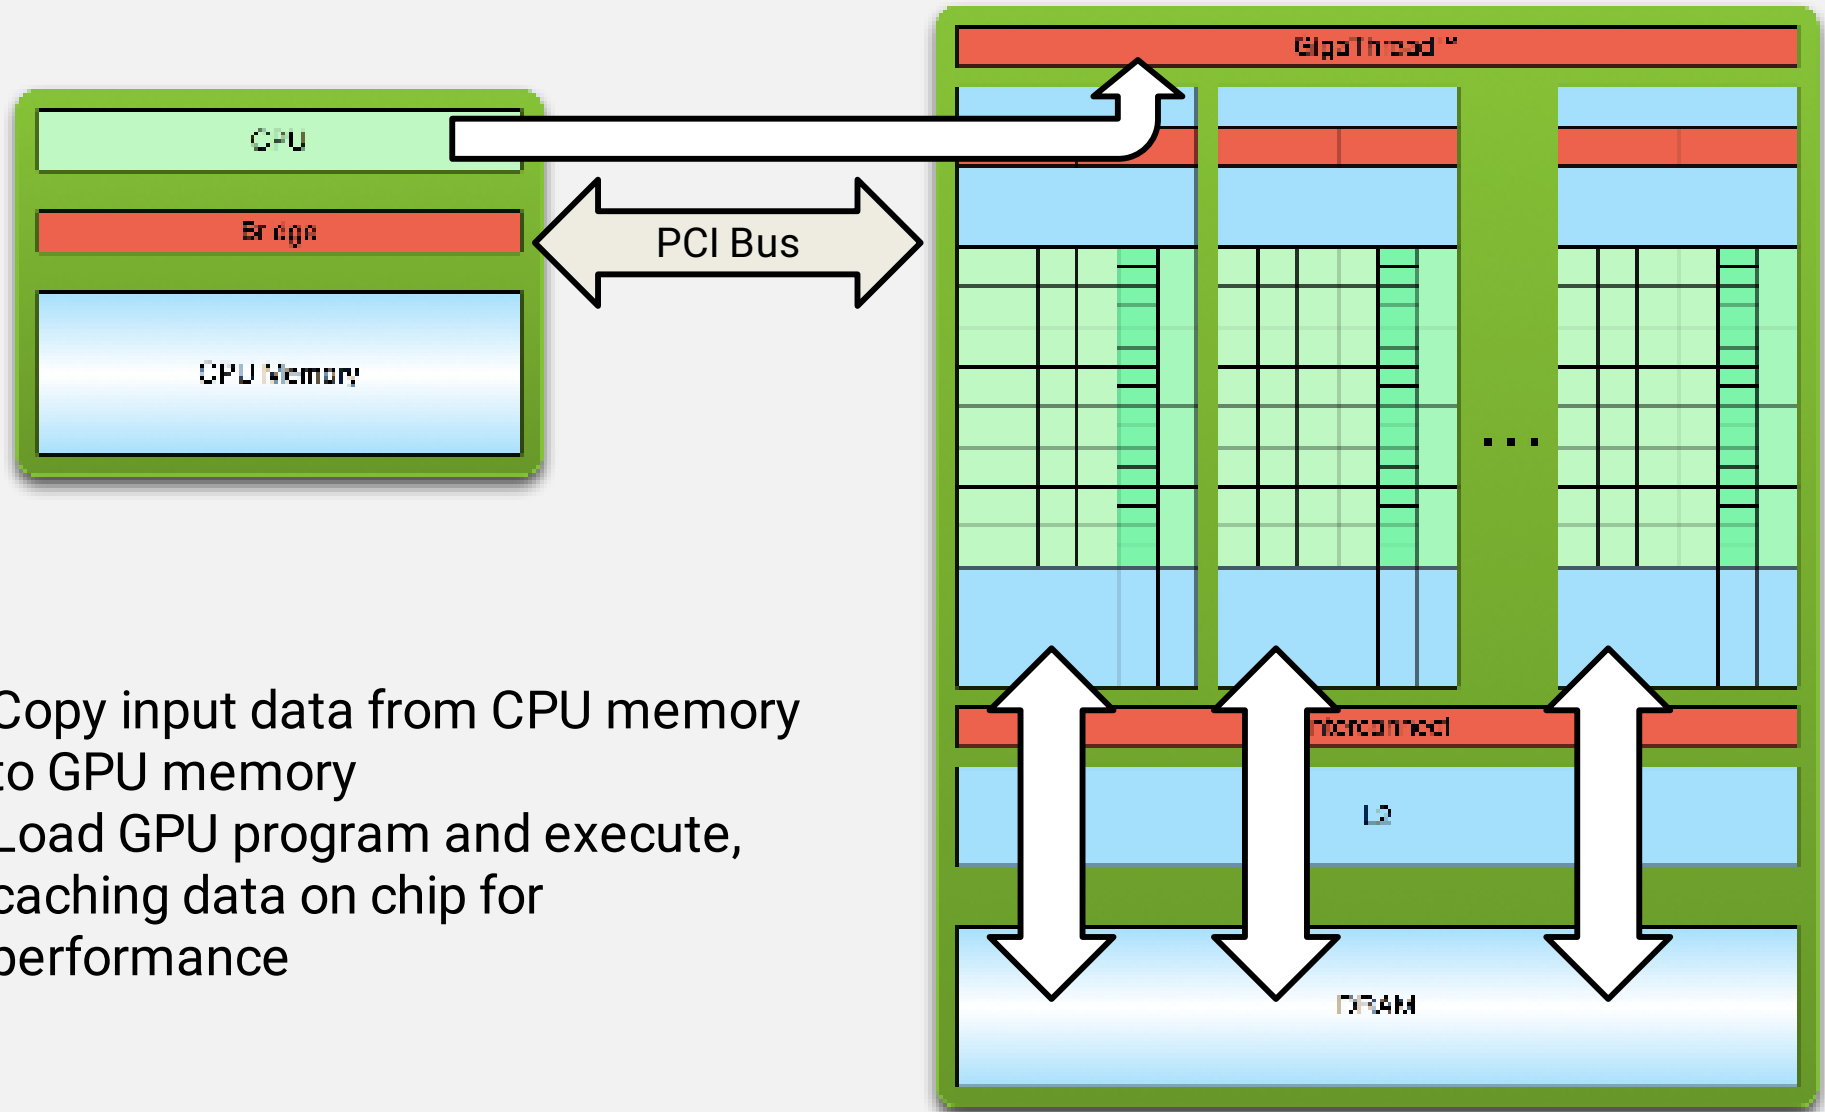 GigaThread™
CPU
Bridge
PCI Bus
CPU Memory
...
Copy input data from CPU memory
to GPU memory
Load GPU program and execute,
caching data on chip for
performance
Interconnect
L2
DRAM